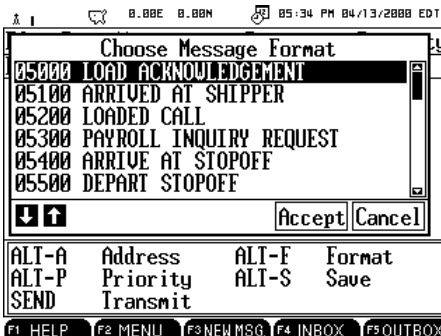 0.00E 0.00N 05:34 PM 04/13/2000 EDT
Choose Message Format
05000 LOAD ACKNOWLEDGEMENT
05100 ARRIVED AT SHIPPER
05200 LOADED CALL
05300 PAYROLL INQUIRY REQUEST
05400 ARRIVE AT STOPOFF
05500 DEPART STOPOFF
Accept Cancel
ALT-A Address ALT-F Format
ALT-P Priority ALT-S Save
SEND Transmit
F1 HELP F2 MENU F3 NEW MSG F4 INBOX F5 OUTBOX